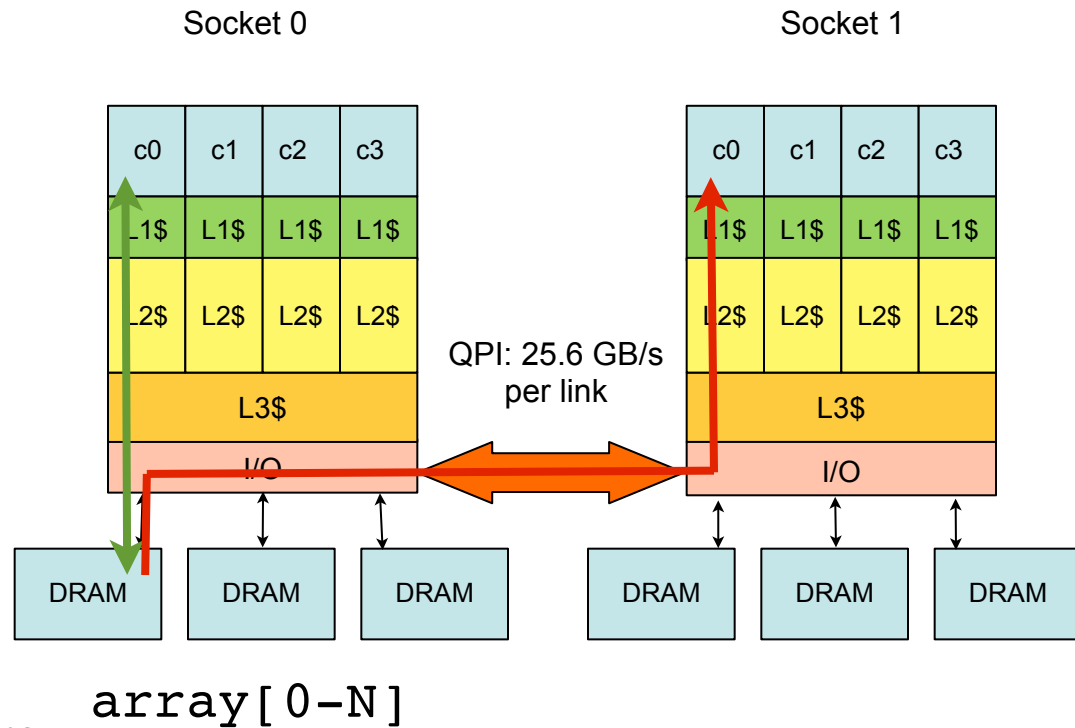 Socket 0 Socket 1
c0 c1 c2 c3 c0 c1 c2 c3
L1$ L1$ L1$ L1$ L1$ L1$ L1$ L1$
L2$ L2$ L2$ L2$ L2$ L2$ L2$ L2$
QPI: 25.6 GB/s
per link
L3$ L3$
I/O I/O
DRAM DRAM DRAM DRAM DRAM DRAM
array[0-N]